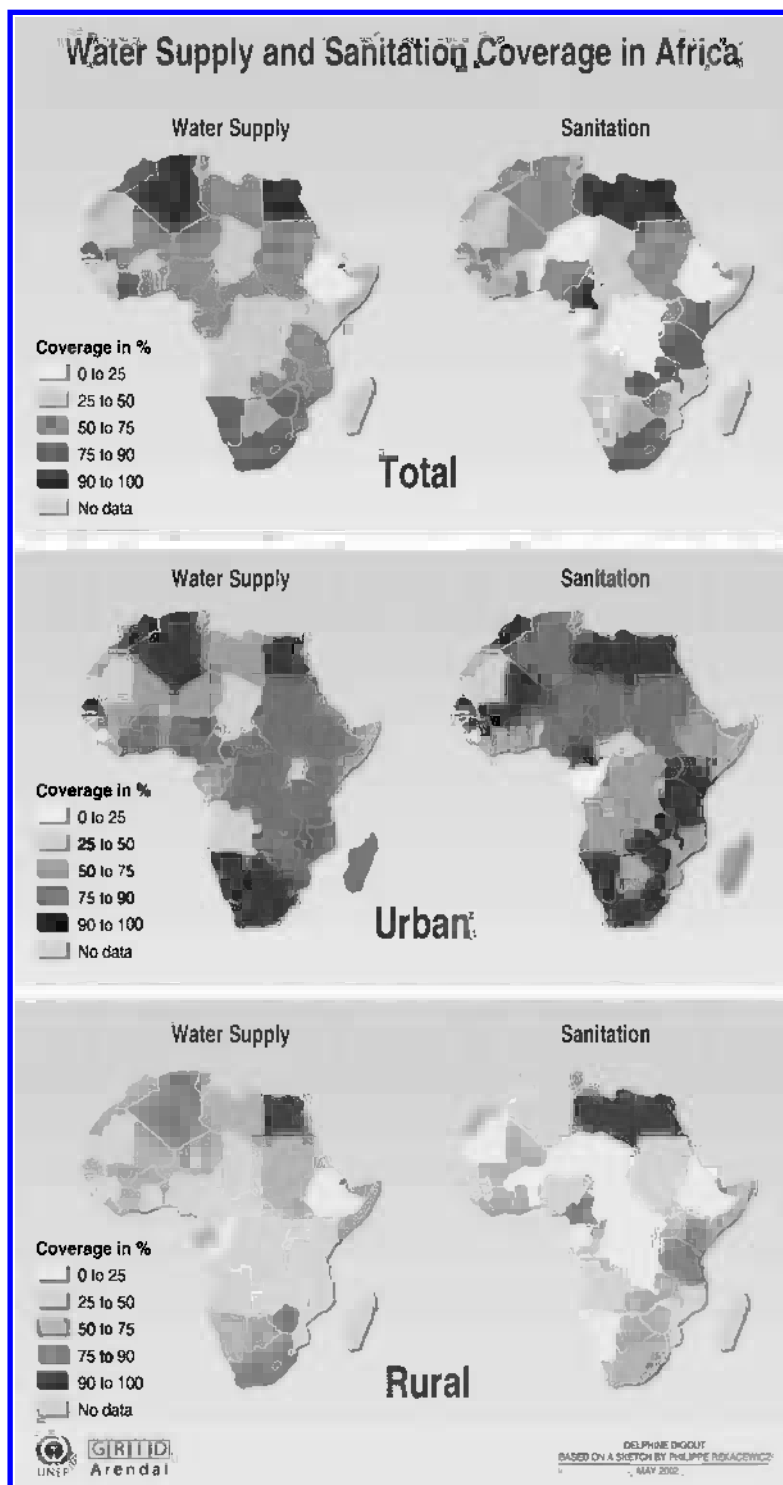 Water Supply and Sanitation Coverage in Africa
Water Supply
Sanitation
Coverage in %
0 to 25
25 to 50
50 to 75
75 to 90
90 to 100
No data
Total
Water Supply
Sanitation
Coverage in %
0 to 25
25 to 50
50 to 75
75 to 90
90 to 100
No data
Urban
Water Supply
Sanitation
Coverage in %
0 to 25
25 to 50
50 to 75
75 to 90
90 to 100
No data
Rural
UNEP
GRID
Arendal
DELPHINE DIGOUT
BASED ON A SKETCH BY PHILIPPE REKACEWICZ
MAY 2002